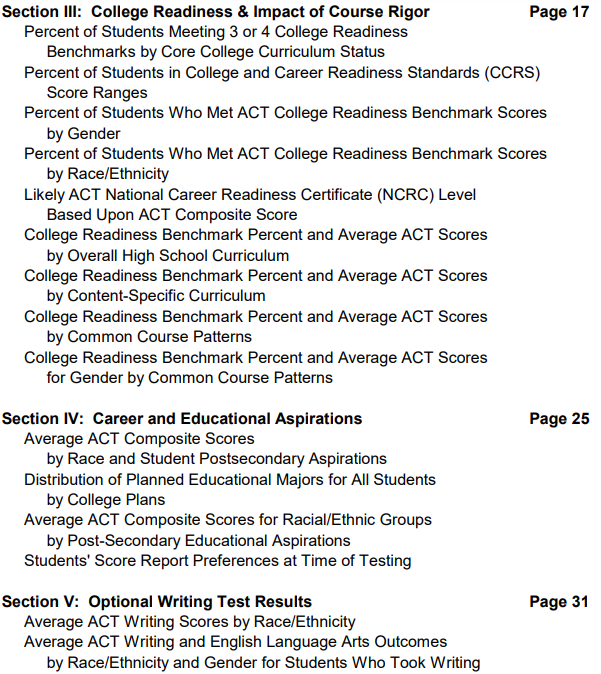 Section III:  College Readiness & Impact of Course Rigor Page 17
Percent of Students Meeting 3 or 4 College Readiness
Benchmarks by Core College Curriculum Status
Percent of Students in College and Career Readiness Standards (CCRS)
Score Ranges
Percent of Students Who Met ACT College Readiness Benchmark Scores
by Gender
Percent of Students Who Met ACT College Readiness Benchmark Scores
by Race/Ethnicity
Likely ACT National Career Readiness Certificate (NCRC) Level
Based Upon ACT Composite Score
College Readiness Benchmark Percent and Average ACT Scores
by Overall High School Curriculum
College Readiness Benchmark Percent and Average ACT Scores
by Content-Specific Curriculum
College Readiness Benchmark Percent and Average ACT Scores
by Common Course Patterns
College Readiness Benchmark Percent and Average ACT Scores
for Gender by Common Course Patterns
Section IV:  Career and Educational Aspirations Page 25
Average ACT Composite Scores
by Race and Student Postsecondary Aspirations
Distribution of Planned Educational Majors for All Students
by College Plans
Average ACT Composite Scores for Racial/Ethnic Groups
by Post-Secondary Educational Aspirations
Students' Score Report Preferences at Time of Testing
Section V:  Optional Writing Test Results Page 31
Average ACT Writing Scores by Race/Ethnicity
Average ACT Writing and English Language Arts Outcomes
by Race/Ethnicity and Gender for Students Who Took Writing